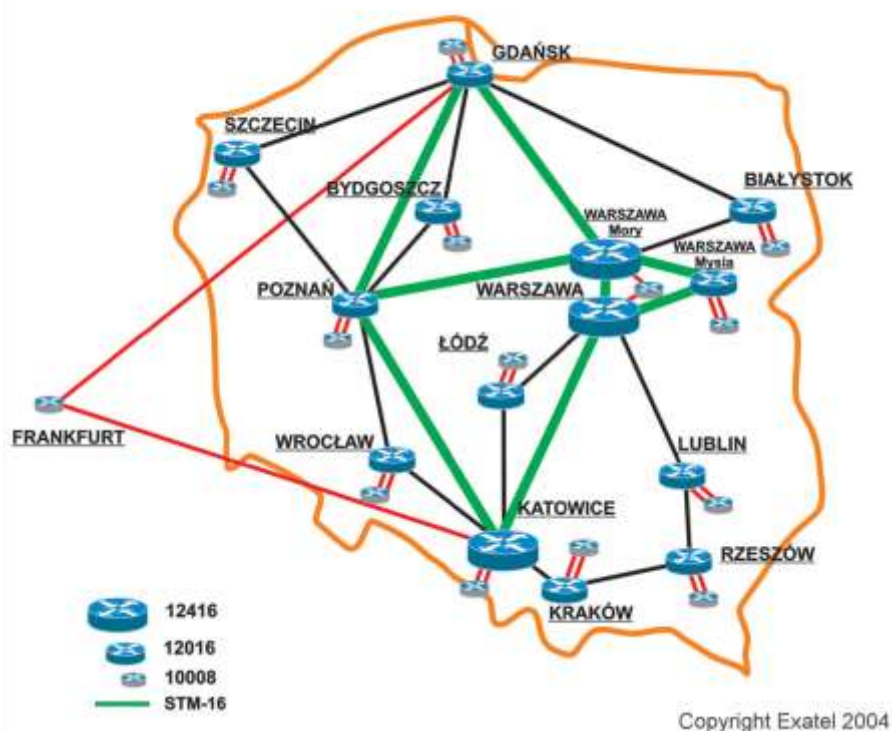 GDAŃSK
SZCZECIN
BYDGOSZCZ
BIAŁYSTOK
WARSZAWA
Mory
WARSZAWA
Mysia
POZNAŃ
WARSZAWA
ŁÓDŹ
FRANKFURT
WROCŁAW
LUBLIN
KATOWICE
RZESZÓW
KRAKÓW
12416
12016
10008
STM-16
Copyright Exatel 2004